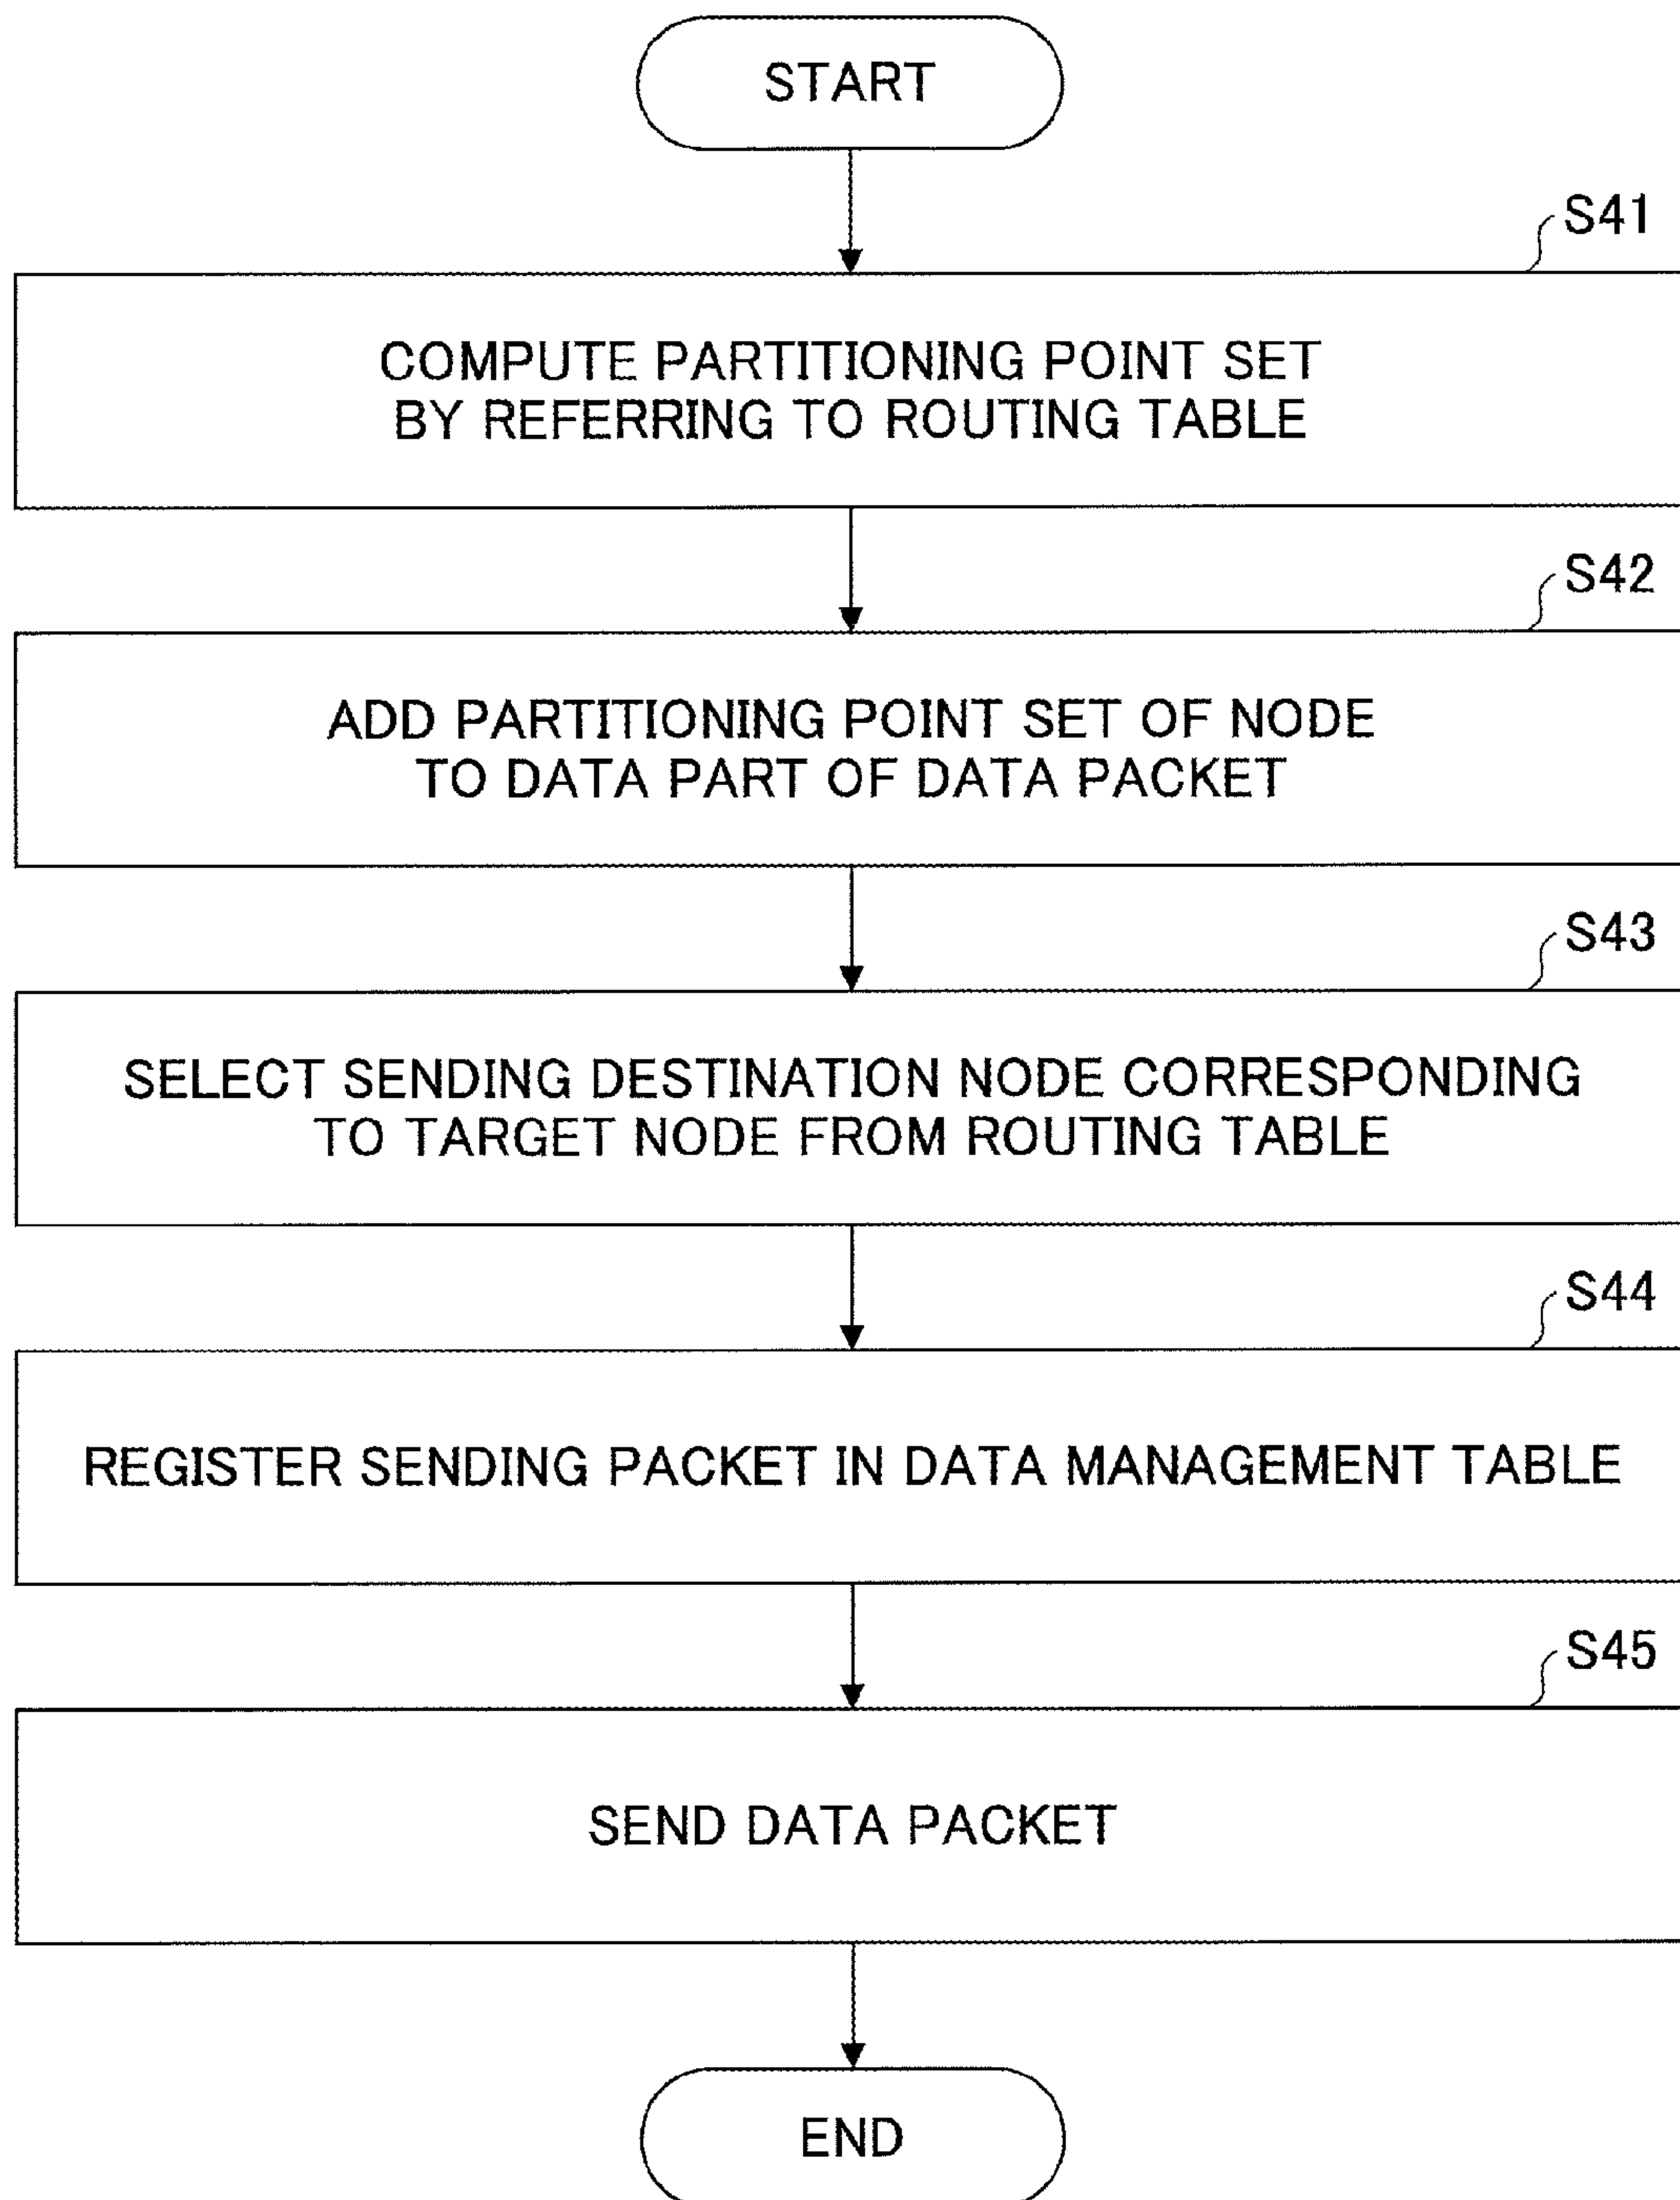 START
S41
COMPUTE PARTITIONING POINT SET
BY REFERRING TO ROUTING TABLE
S42
ADD PARTITIONING POINT SET OF NODE
TO DATA PART OF DATA PACKET
S43
SELECT SENDING DESTINATION NODE CORRESPONDING
TO TARGET NODE FROM ROUTING TABLE
S44
REGISTER SENDING PACKET IN DATA MANAGEMENT TABLE
S45
SEND DATA PACKET
END